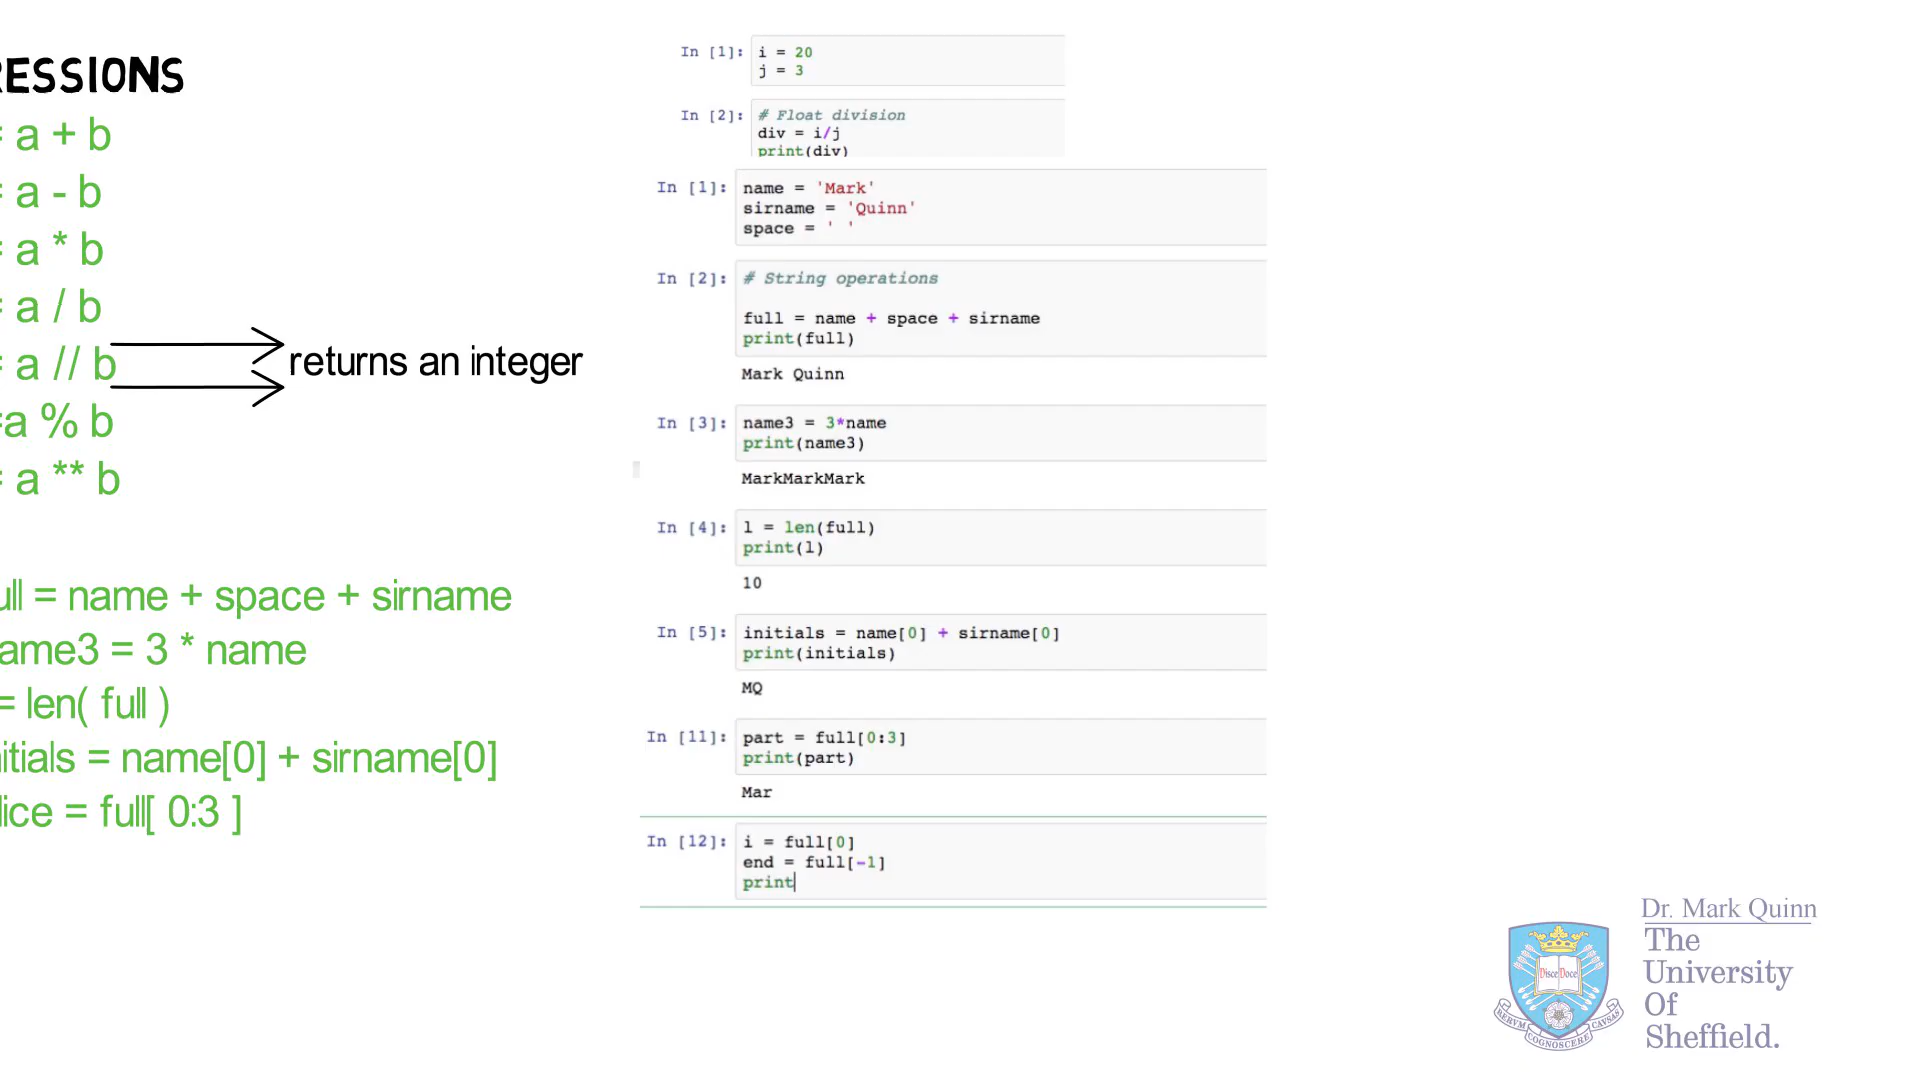 RESSIONS
= a + b
= a - b
= a * b
= a / b
= a // b
returns an integer
=a % b
= a ** b
ull = name + space + sirname
ame3 = 3 * name
= len( full )
itials = name[0] + sirname[0]
lice = full[ 0:3 ]
In [1]: i = 20
j = 3
In [2]: # Float division
div = i/j
print(div)
In [1]: name = 'Mark'
sirname = 'Quinn'
space = ' '
In [2]: # String operations
full = name + space + sirname
print(full)
Mark Quinn
In [3]: name3 = 3*name
print(name3)
MarkMarkMark
In [4]: l = len(full)
print(l)
10
In [5]: initials = name[0] + sirname[0]
print(initials)
MQ
In [11]: part = full[0:3]
print(part)
Mar
In [12]: i = full[0]
end = full[-1]
print
Dr. Mark Quinn
The
University
Of
Sheffield.
Disce Doce
RERVM COGNOSCERE CAVSAS